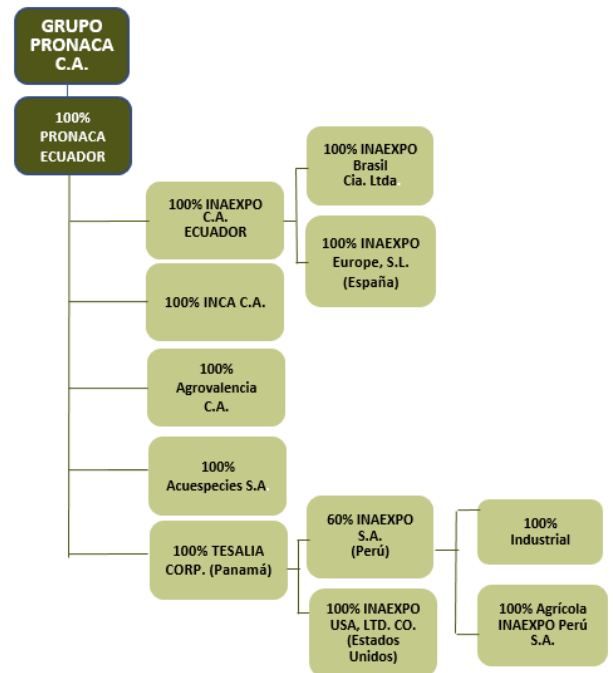 GRUPO
PRONACA
C.A.
100%
PRONACA
ECUADOR
100% INAEXPO
C.A.
ECUADOR
100% INAEXPO
Brasil
Cia. Ltda.
100% INAEXPO
Europe, S.L.
(España)
100% INCA C.A.
100%
Agrovalencia
C.A.
100%
Acuespecies S.A.
100% TESALIA
CORP. (Panamá)
60% INAEXPO
S.A.
(Perú)
100% INAEXPO
USA, LTD. CO.
(Estados
Unidos)
100%
Industrial
100% Agrícola
INAEXPO Perú
S.A.